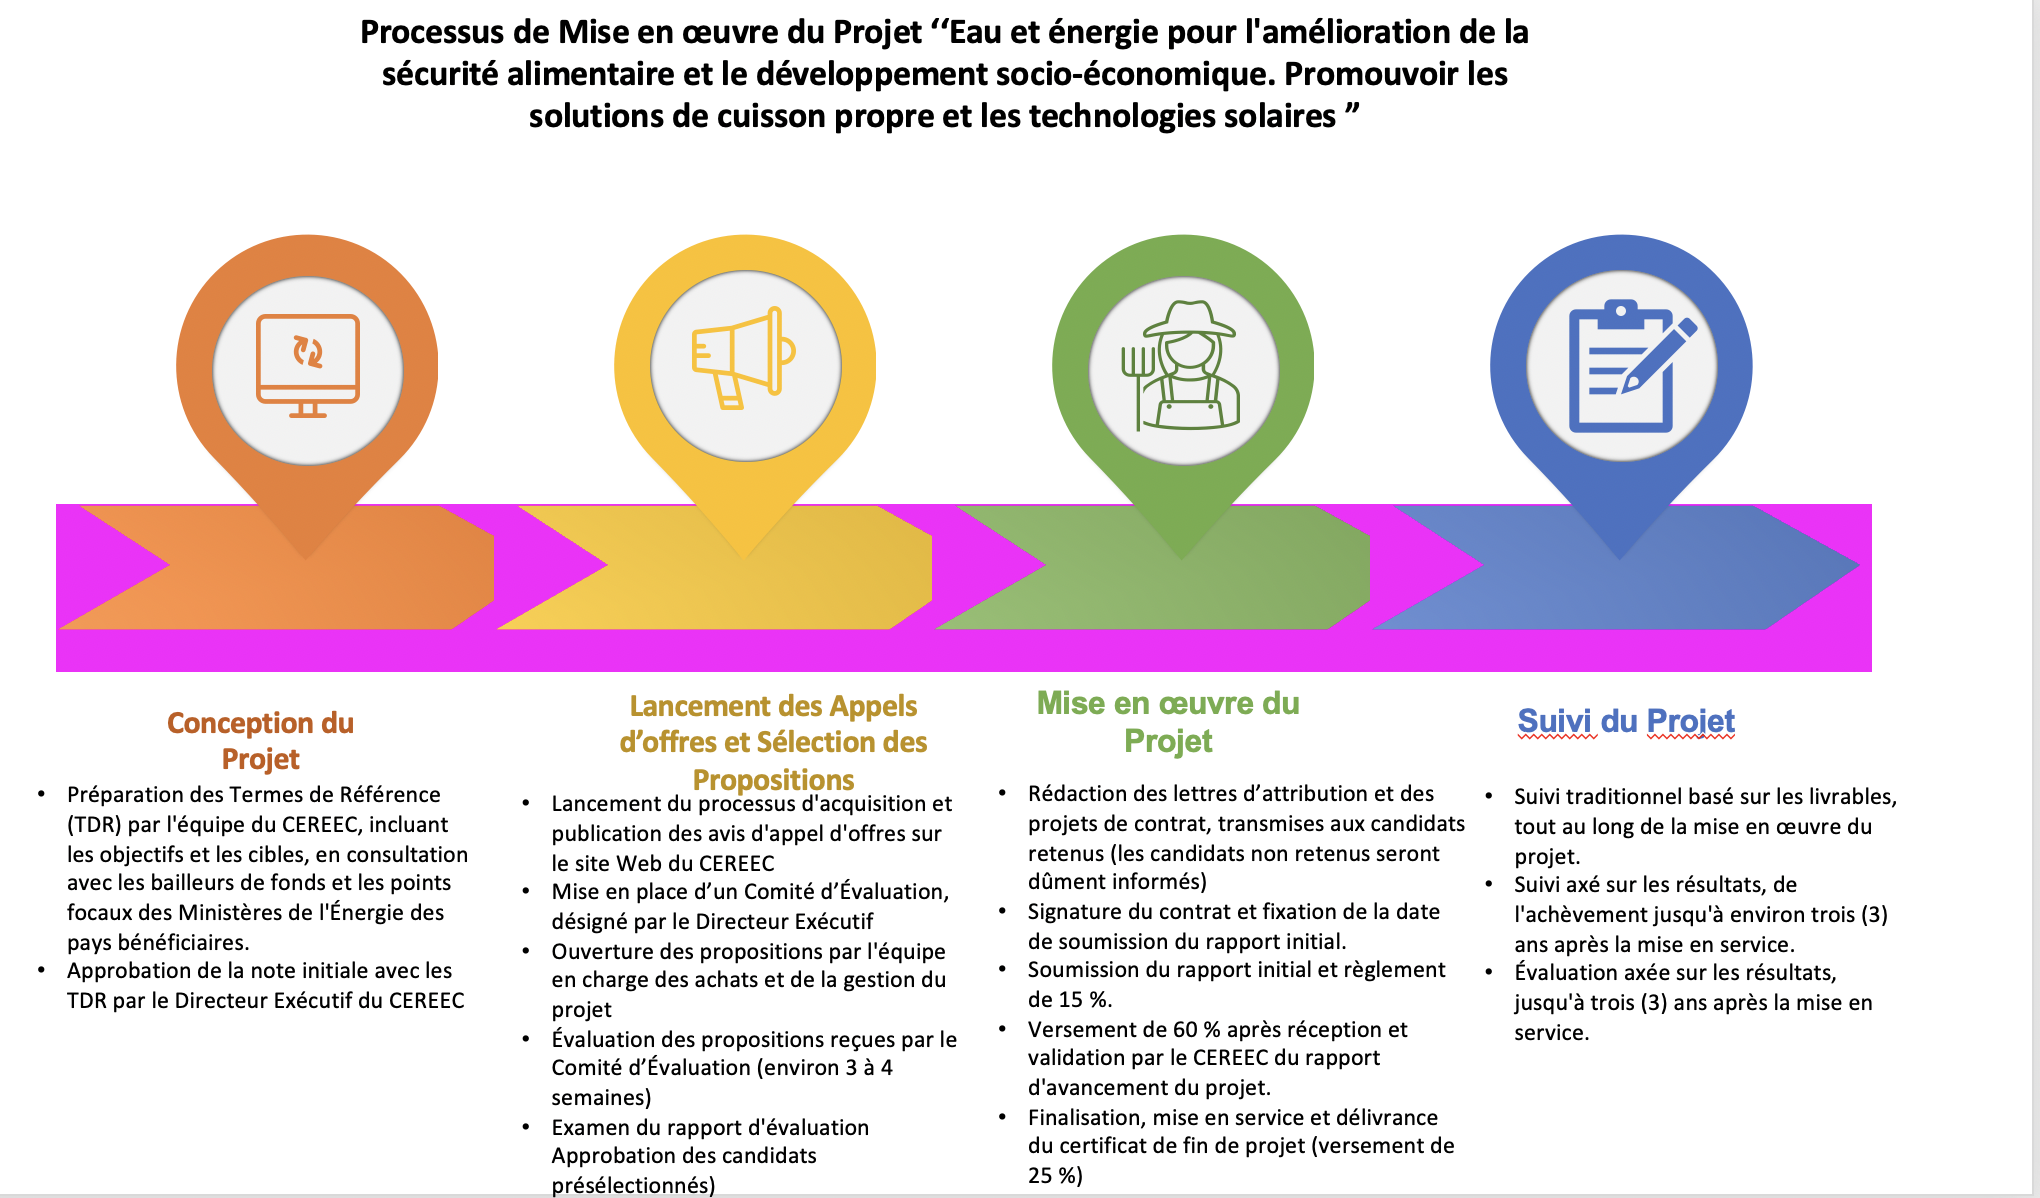 Processus de Mise en œuvre du Projet ‘‘Eau et énergie pour l'amélioration de la
sécurité alimentaire et le développement socio-économique. Promouvoir les
solutions de cuisson propre et les technologies solaires ”
Conception du
Projet
• Préparation des Termes de Référence
(TDR) par l'équipe du CEREEC, incluant
les objectifs et les cibles, en consultation
avec les bailleurs de fonds et les points
focaux des Ministères de l'Énergie des
pays bénéficiaires.
• Approbation de la note initiale avec les
TDR par le Directeur Exécutif du CEREEC
Lancement des Appels
d’offres et Sélection des
Propositions
• Lancement du processus d'acquisition et
publication des avis d'appel d'offres sur
le site Web du CEREEC
• Mise en place d’un Comité d’Évaluation,
désigné par le Directeur Exécutif
• Ouverture des propositions par l'équipe
en charge des achats et de la gestion du
projet
• Évaluation des propositions reçues par le
Comité d’Évaluation (environ 3 à 4
semaines)
• Examen du rapport d'évaluation
Approbation des candidats
présélectionnés)
Mise en œuvre du
Projet
• Rédaction des lettres d’attribution et des
projets de contrat, transmises aux candidats
retenus (les candidats non retenus seront
dûment informés)
• Signature du contrat et fixation de la date
de soumission du rapport initial.
• Soumission du rapport initial et règlement
de 15 %.
• Versement de 60 % après réception et
validation par le CEREEC du rapport
d'avancement du projet.
• Finalisation, mise en service et délivrance
du certificat de fin de projet (versement de
25 %)
Suivi du Projet
• Suivi traditionnel basé sur les livrables,
tout au long de la mise en œuvre du
projet.
• Suivi axé sur les résultats, de
l'achèvement jusqu'à environ trois (3)
ans après la mise en service.
• Évaluation axée sur les résultats,
jusqu'à trois (3) ans après la mise en
service.